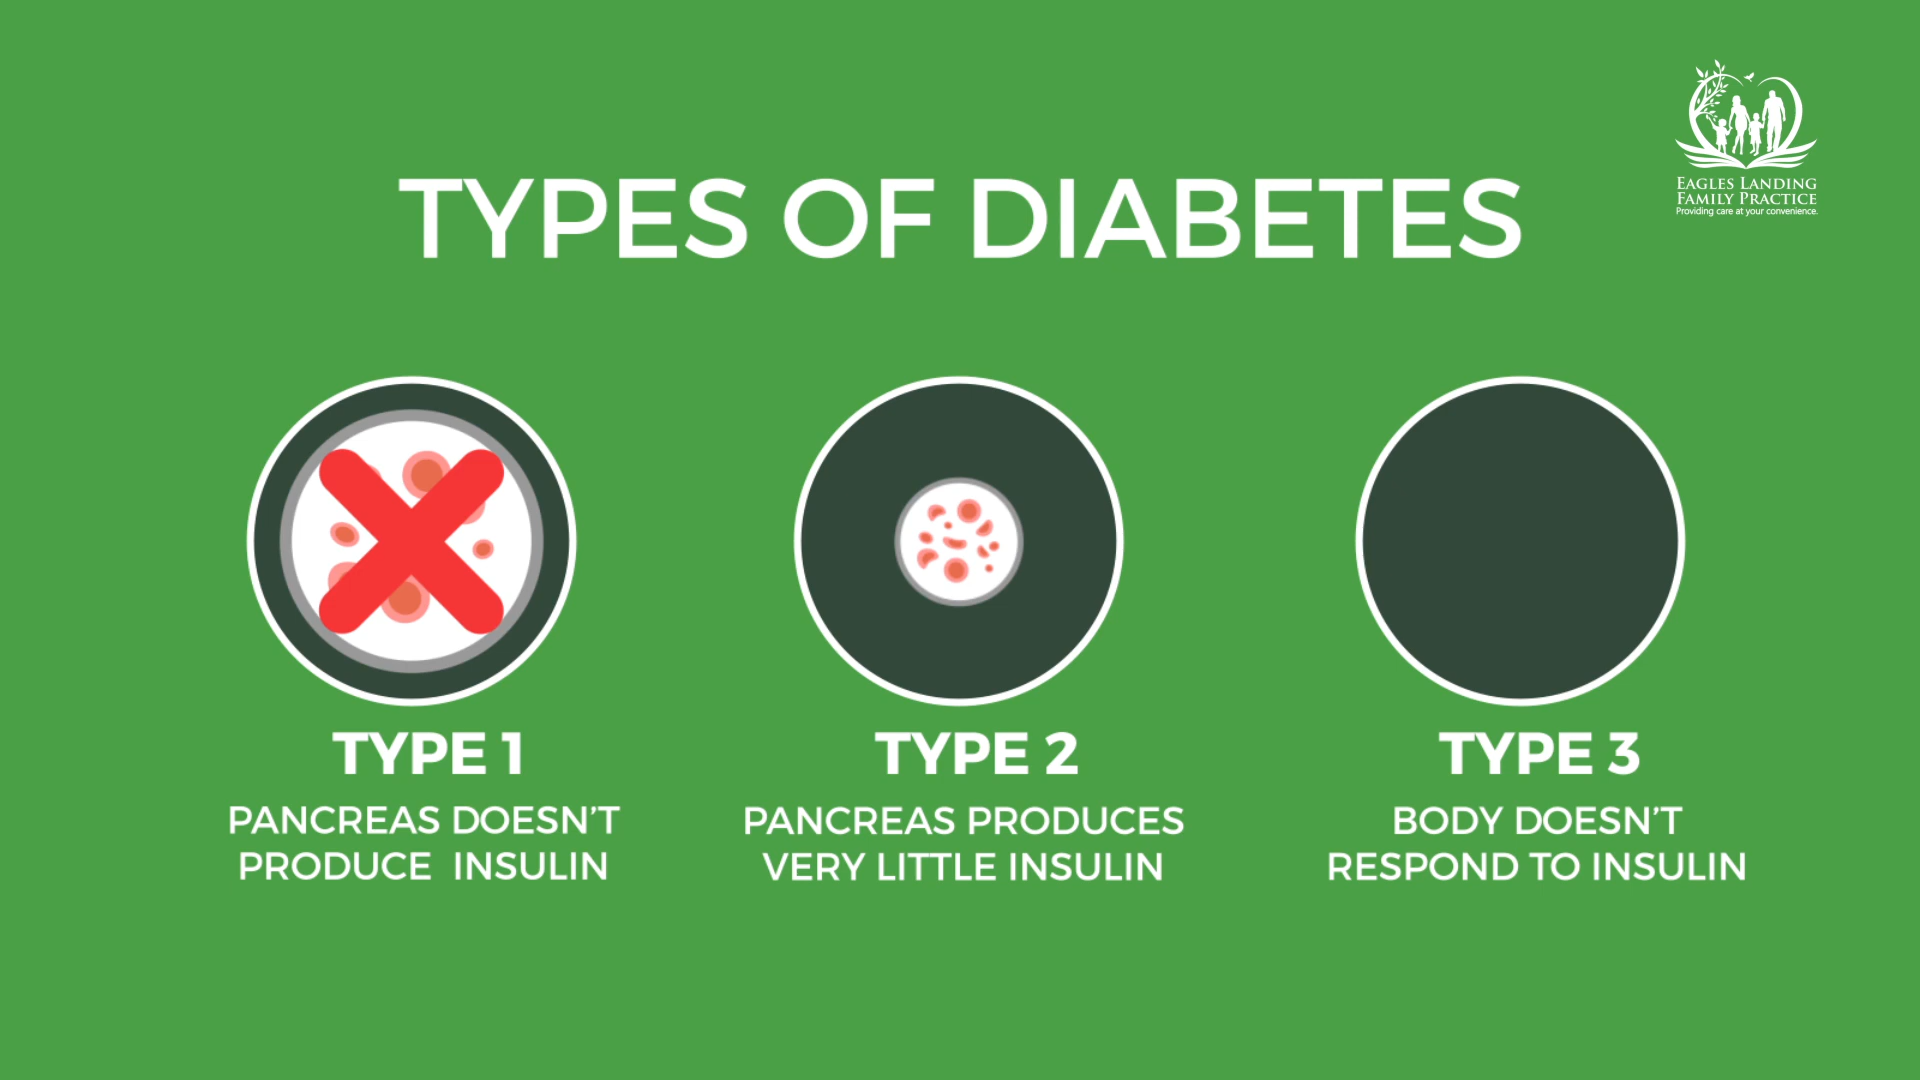 EAGLES LANDING
FAMILY PRACTICE
Providing care at your convenience.
TYPES OF DIABETES
TYPE 1
PANCREAS DOESN'T
PRODUCE INSULIN
TYPE 2
PANCREAS PRODUCES
VERY LITTLE INSULIN
TYPE 3
BODY DOESN'T
RESPOND TO INSULIN